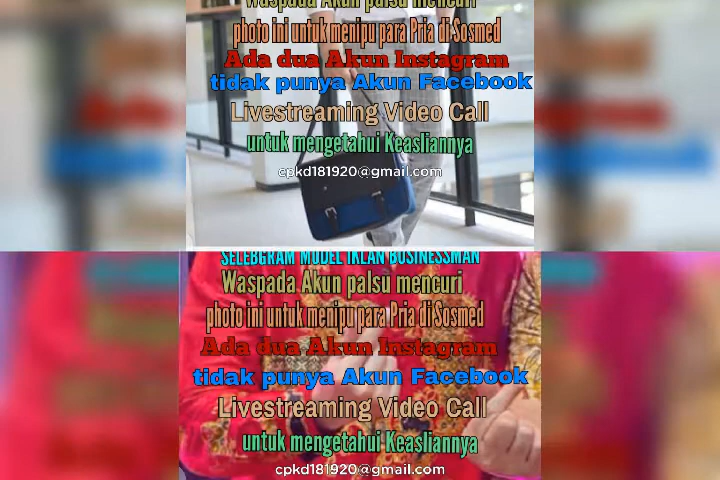 Waspada Akun palsu mencuri
photo ini untuk menipu para Pria di Sosmed
Ada dua Akun Instagram
tidak punya Akun Facebook
Livestreaming Video Call
untuk mengetahui Keasliannya
cpkd181920@gmail.com
SELEBGRAM MODEL IKLAN BUSINESSMAN
Waspada Akun palsu mencuri
photo ini untuk menipu para Pria di Sosmed
Ada dua Akun Instagram
tidak punya Akun Facebook
Livestreaming Video Call
untuk mengetahui Keasliannya
cpkd181920@gmail.com